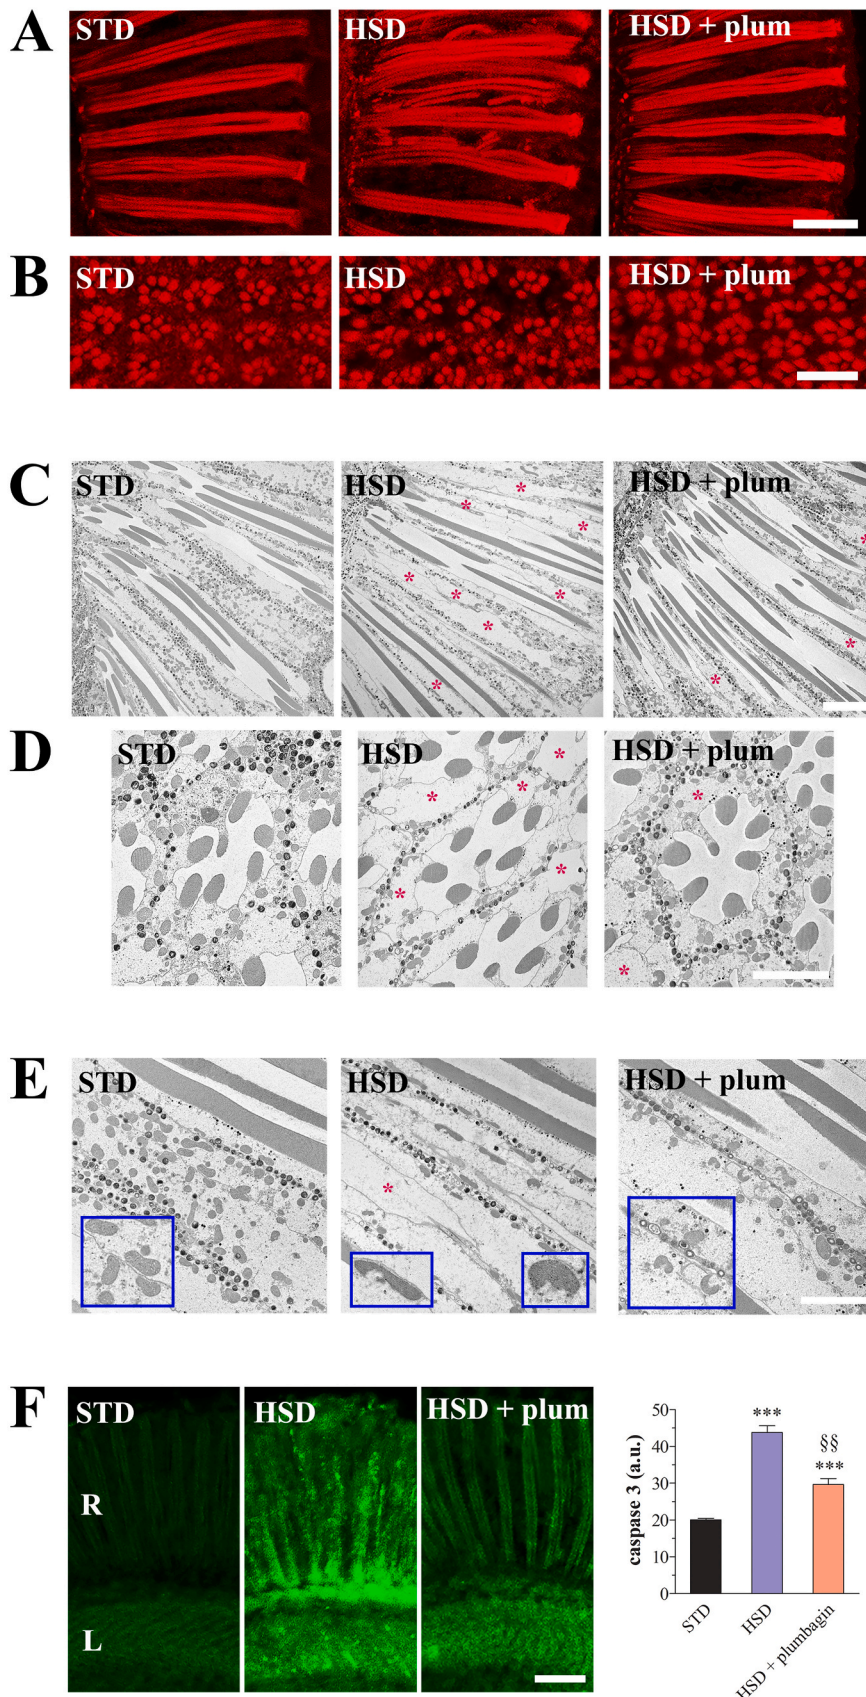 A
STD
HSD
HSD + plum
B
STD
HSD
HSD + plum
C
STD
HSD
HSD + plum
* * * * * * * * *
* * *
D
STD
HSD
HSD + plum
* * * * *
* *
E
STD
HSD
HSD + plum
*
F
STD
HSD
HSD + plum
R
L
caspase 3 (a.u.)
50
40
30
20
10
0
***
§§
***
STD
HSD
HSD + plumbagin